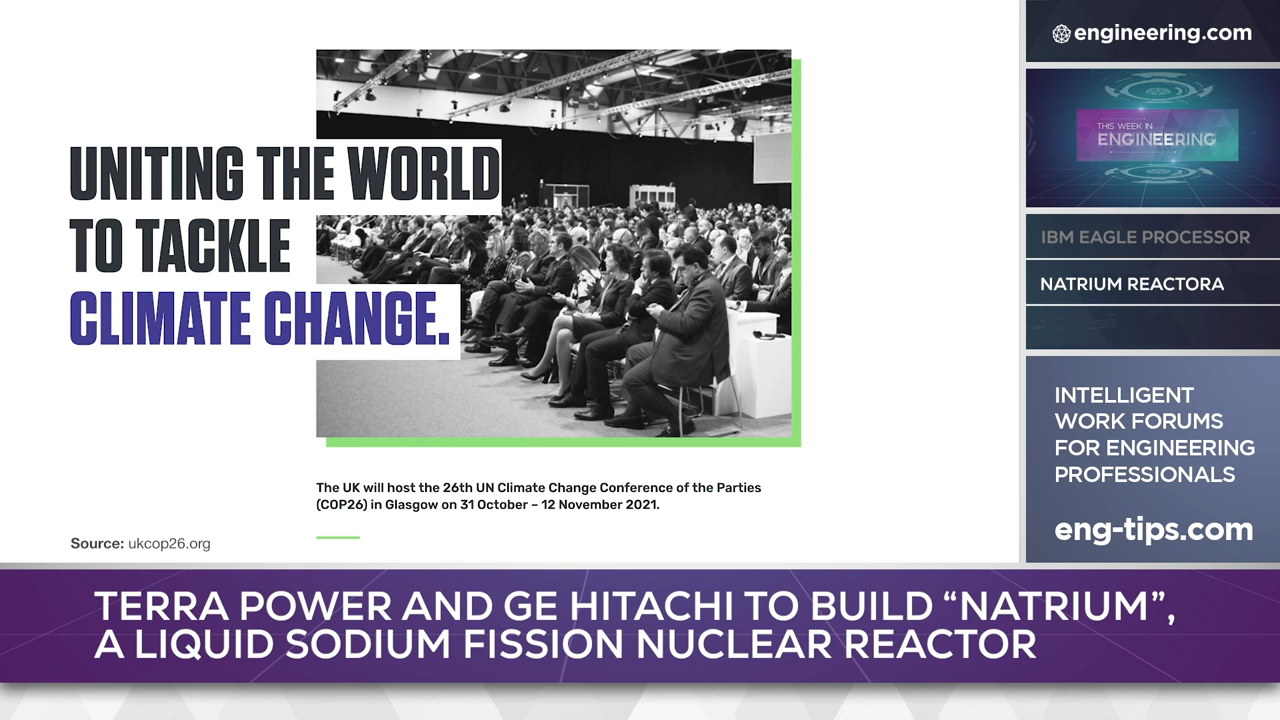 UNITING THE WORLD
TO TACKLE
CLIMATE CHANGE.
The UK will host the 26th UN Climate Change Conference of the Parties
(COP26) in Glasgow on 31 October – 12 November 2021.
Source: ukcop26.org
engineering.com
THIS WEEK IN
ENGINEERING
IBM EAGLE PROCESSOR
NATRIUM REACTORA
INTELLIGENT
WORK FORUMS
FOR ENGINEERING
PROFESSIONALS
eng-tips.com
TERRA POWER AND GE HITACHI TO BUILD “NATRIUM”,
A LIQUID SODIUM FISSION NUCLEAR REACTOR